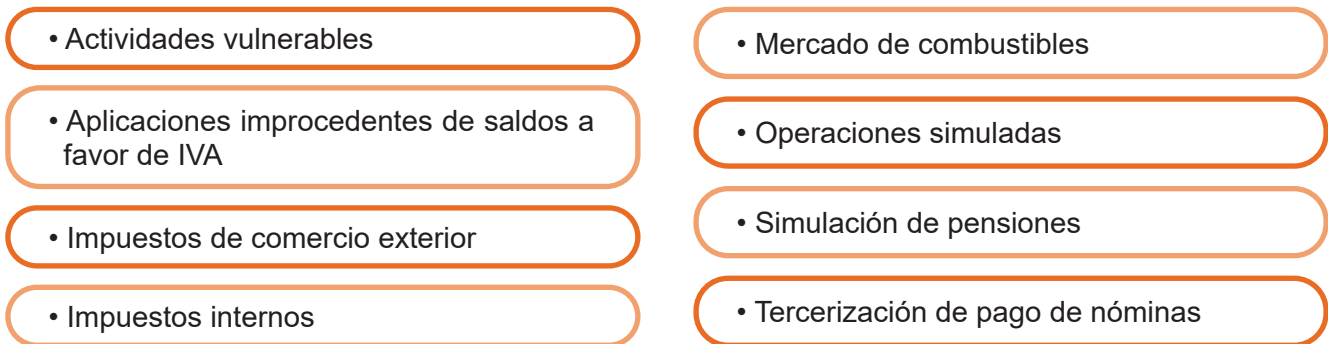 • Actividades vulnerables
• Aplicaciones improcedentes de saldos a
favor de IVA
• Impuestos de comercio exterior
• Impuestos internos
• Mercado de combustibles
• Operaciones simuladas
• Simulación de pensiones
• Tercerización de pago de nóminas